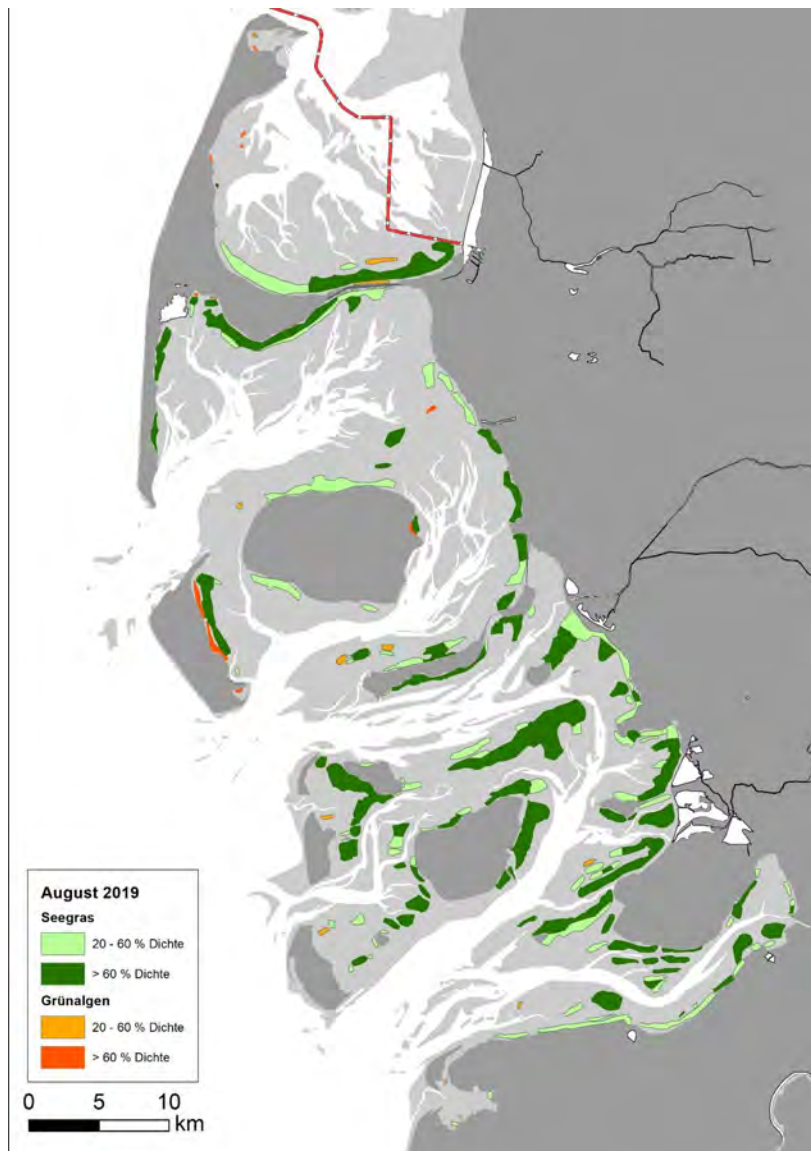 August 2019
Seegras
20 - 60 % Dichte
> 60 % Dichte
Grünalgen
20 - 60 % Dichte
> 60 % Dichte
0 5 10
km